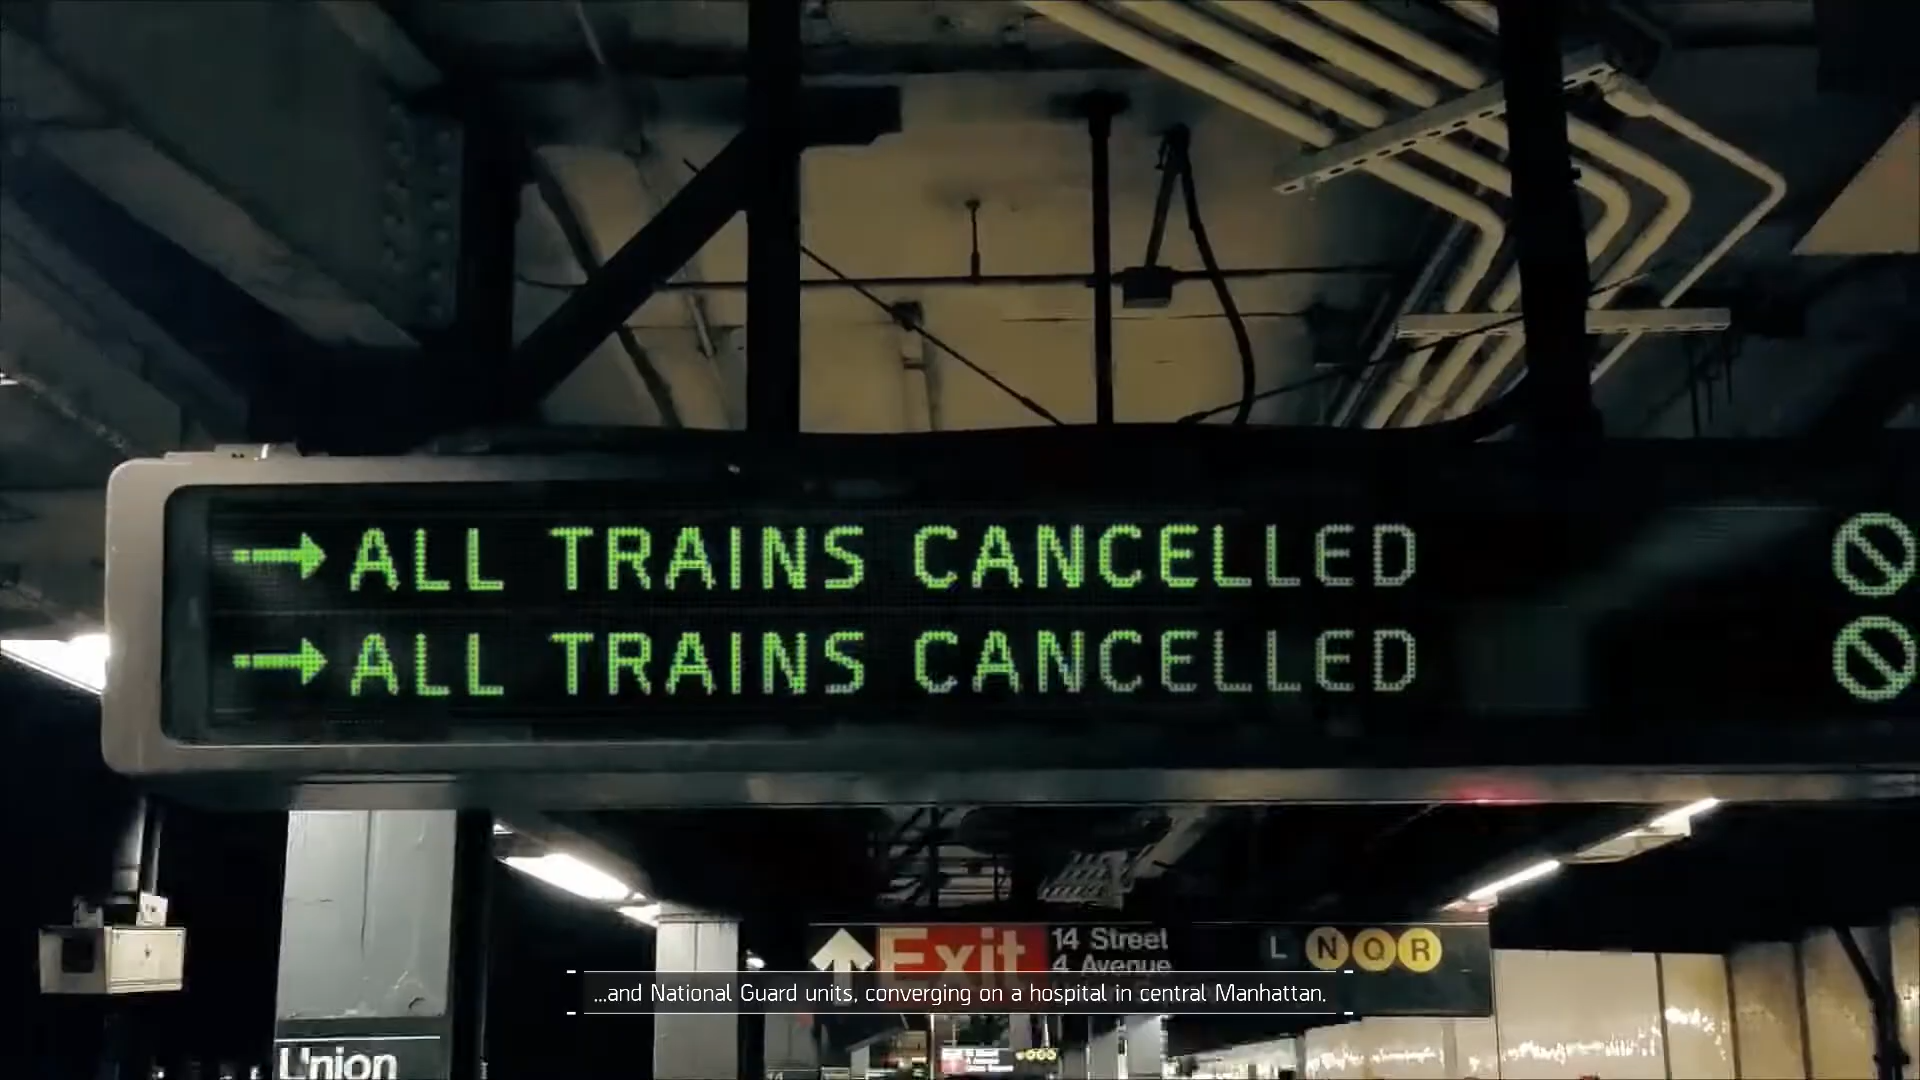 →ALL TRAINS CANCELLED
→ALL TRAINS CANCELLED
Exit
14 Street
4 Avenue
L N Q R
...and National Guard units, converging on a hospital in central Manhattan.
Union